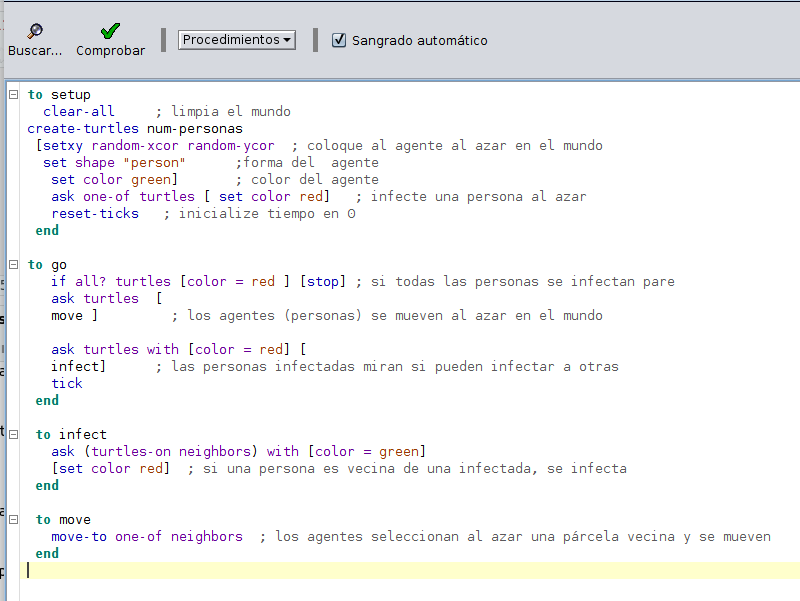 Buscar... Comprobar Procedimientos Sangrado automático
to setup
clear-all ; limpia el mundo
create-turtles num-personas
[setxy random-xcor random-ycor ; coloque al agente al azar en el mundo
set shape "person" ;forma del agente
set color green] ; color del agente
ask one-of turtles [ set color red] ; infecte una persona al azar
reset-ticks ; inicialize tiempo en 0
end
to go
if all? turtles [color = red ] [stop] ; si todas las personas se infectan pare
ask turtles [
move ] ; los agentes (personas) se mueven al azar en el mundo
ask turtles with [color = red] [
infect] ; las personas infectadas miran si pueden infectar a otras
tick
end
to infect
ask (turtles-on neighbors) with [color = green]
[set color red] ; si una persona es vecina de una infectada, se infecta
end
to move
move-to one-of neighbors ; los agentes seleccionan al azar una párcela vecina y se mueven
end